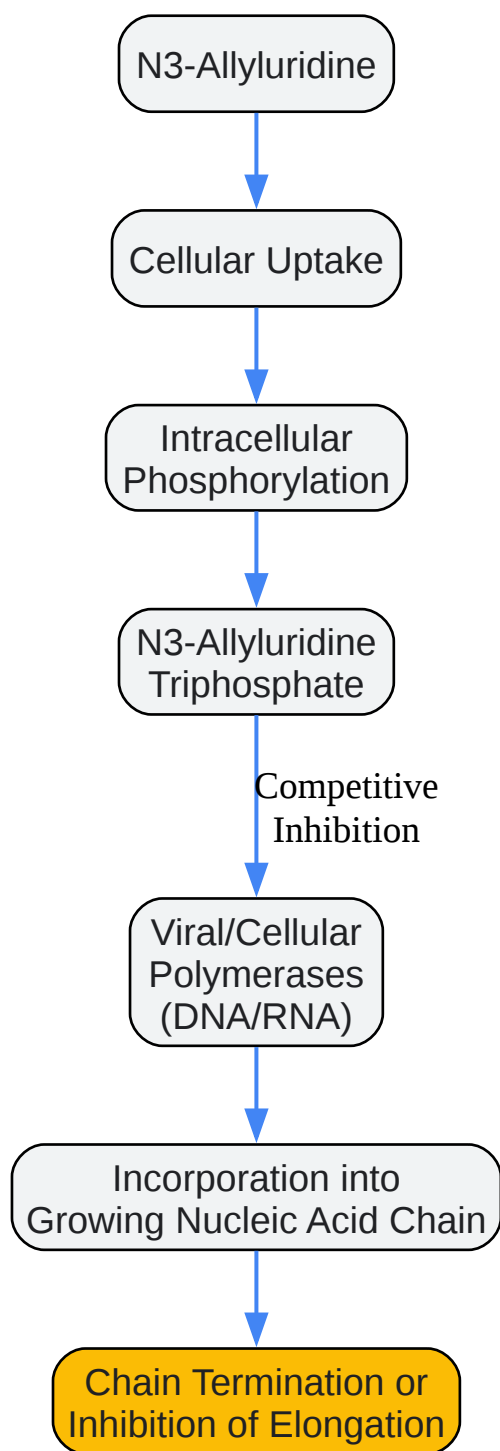 N3-Allyluridine
Cellular Uptake
Intracellular
Phosphorylation
N3-Allyluridine
Triphosphate
Competitive
Inhibition
Viral/Cellular
Polymerases
(DNA/RNA)
Incorporation into
Growing Nucleic Acid Chain
Chain Termination or
Inhibition of Elongation